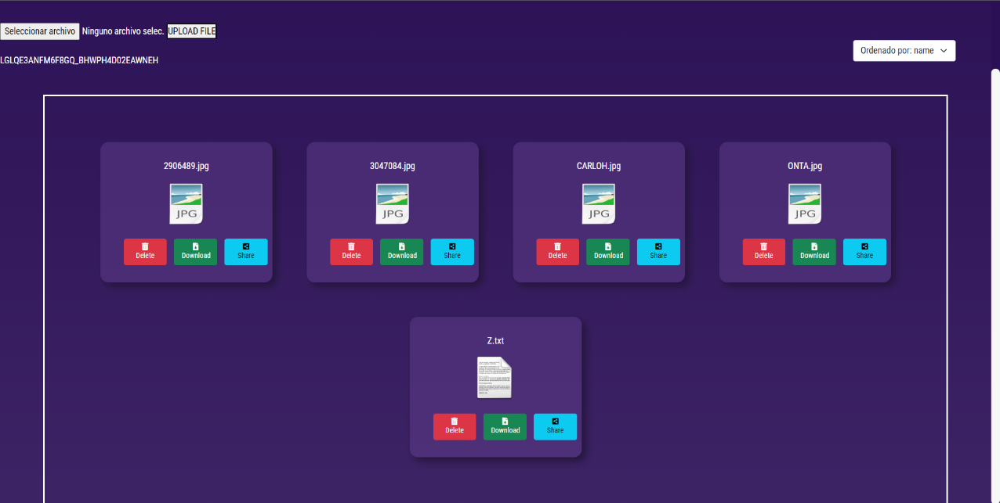 Seleccionar archivo Ninguno archivo selec. UPLOAD FILE
Ordenado por: name
LGLQE3ANFM6F8GQ_BHWPH4D02EAWNEH
2906489.jpg 3047084.jpg CARLOH.jpg ONTA.jpg
JPG JPG JPG JPG
Delete Download Share Delete Download Share Delete Download Share Delete Download Share
Z.txt
Delete Download Share